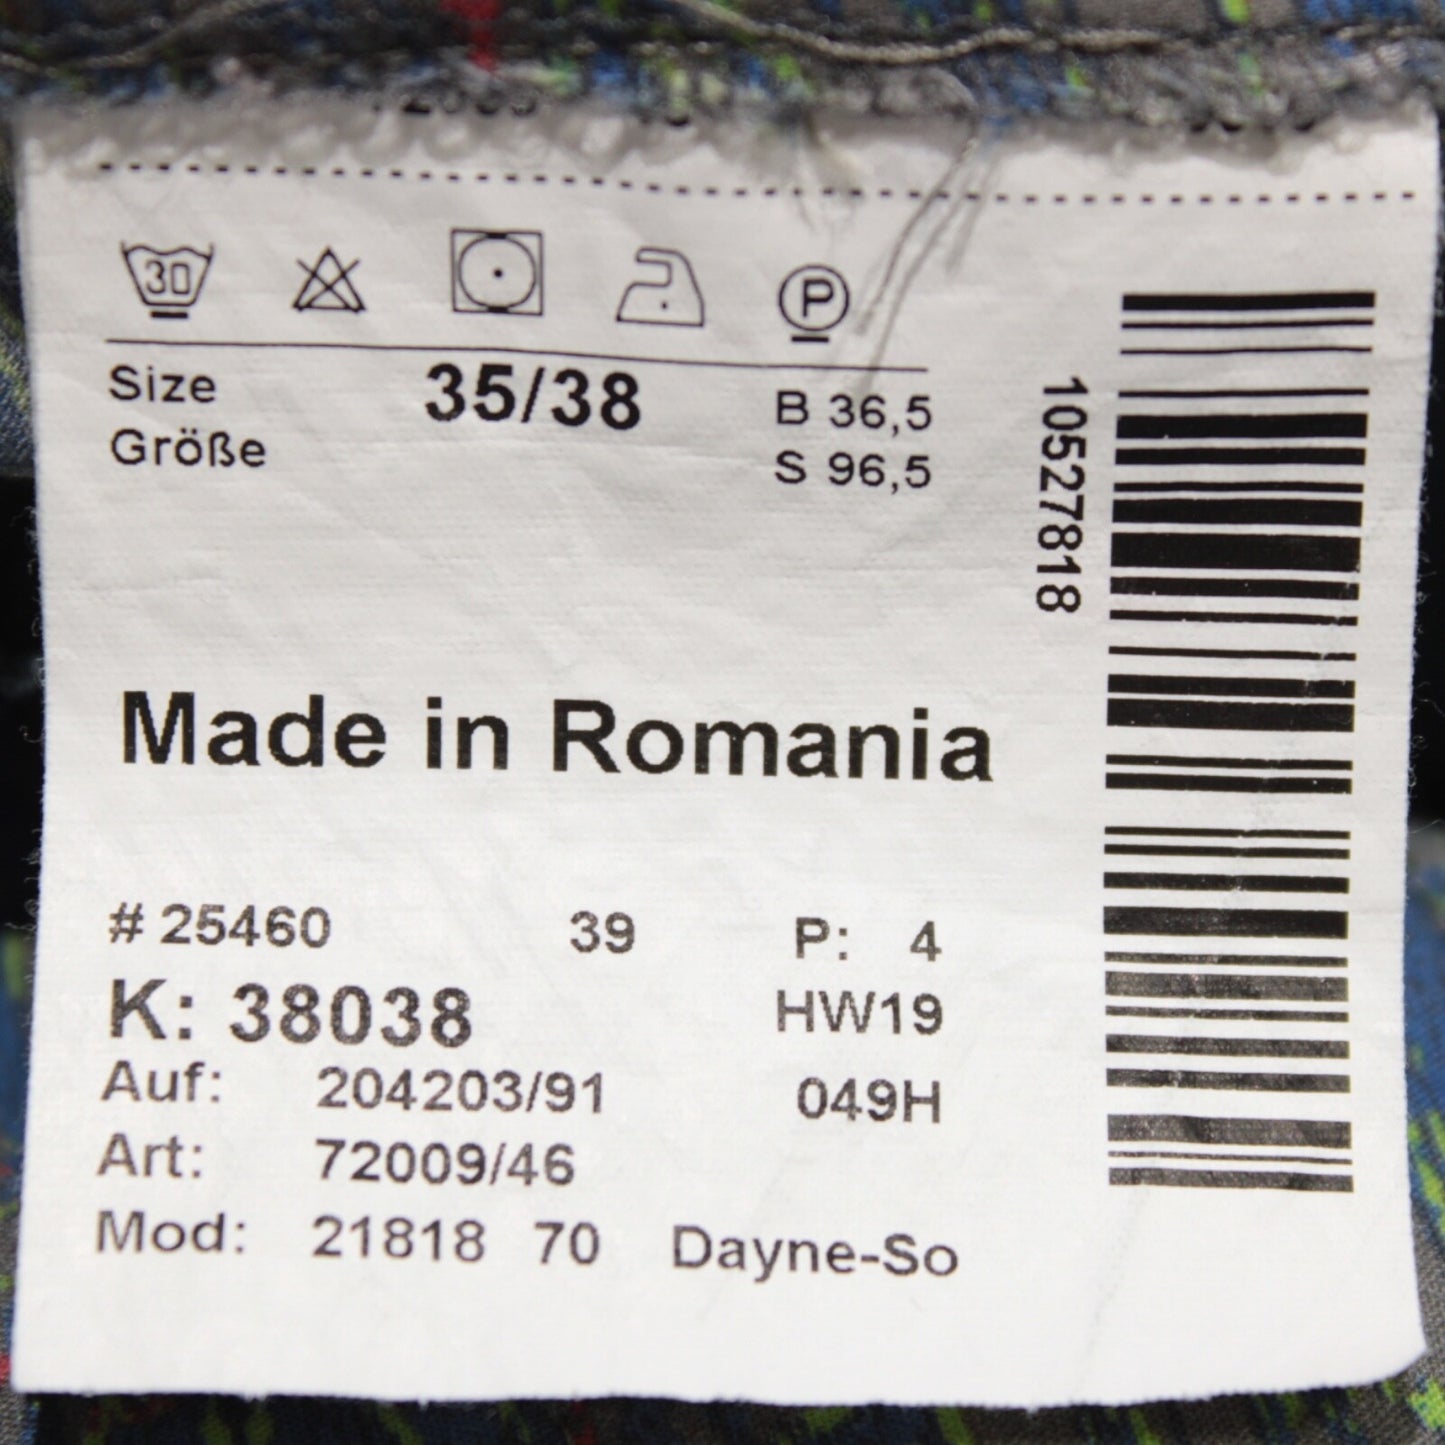 30 P
Size 35/38 B 36,5
Größe S 96,5
10527818
Made in Romania
# 25460 39 P: 4
K: 38038 HW19
Auf: 204203/91 049H
Art: 72009/46
Mod: 21818 70 Dayne-So